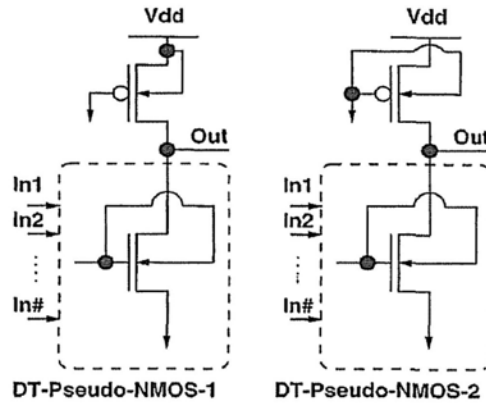 Vdd
Vdd
Out
Out
In1
In2
In#
In1
In2
In#
DT-Pseudo-NMOS-1
DT-Pseudo-NMOS-2